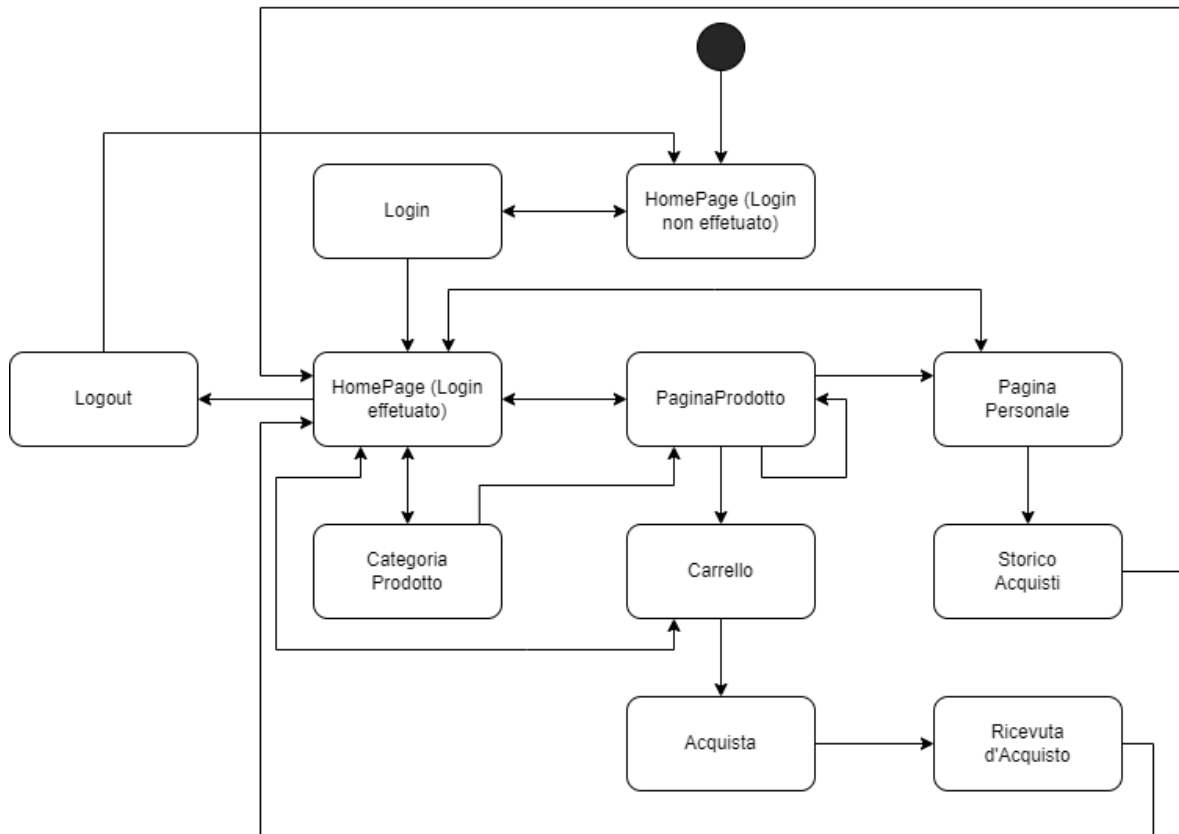 Login
HomePage (Login
non effetuato)
Logout
HomePage (Login
effetuato)
PaginaProdotto
Pagina
Personale
Categoria
Prodotto
Carrello
Storico
Acquisti
Acquista
Ricevuta
d'Acquisto